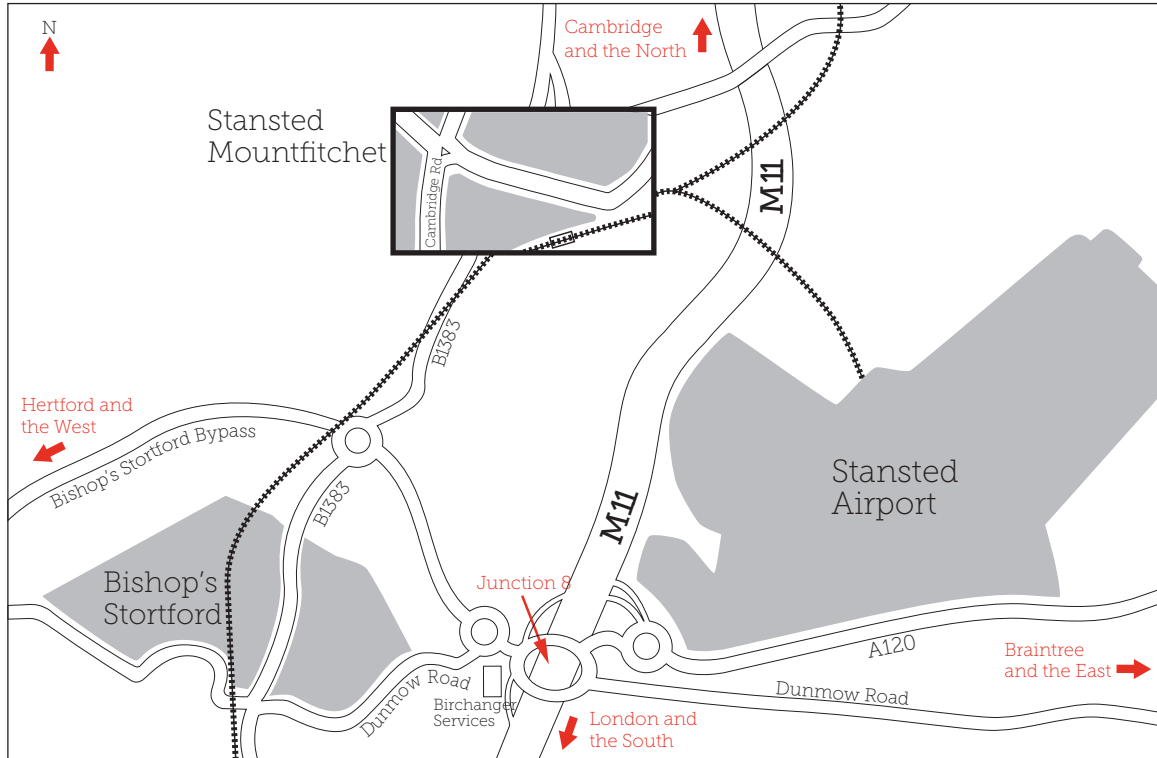 N
Cambridge
and the North
Stansted
Mountfitchet
Cambridge Rd
M11
B1383
Hertford and
the West
Bishop's Stortford Bypass
Stansted
Airport
B1383
M11
Bishop's
Stortford
Junction 8
A120
Braintree
and the East
Dunmow Road
Dunmow Road
Birchanger
Services
London and
the South